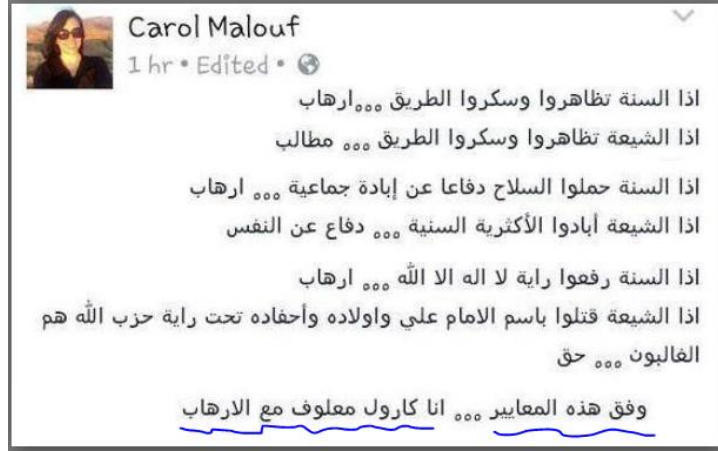 Carol Malouf
1 hr • Edited •
اذا السنة تظاهروا وسكروا الطريق ,,,ارهاب
اذا الشيعة تظاهروا وسكروا الطريق ,,, مطالب
اذا السنة حملوا السلاح دفاعا عن إبادة جماعية ,,, ارهاب
اذا الشيعة أبادوا الأكثرية السنية ,,, دفاع عن النفس
اذا السنة رفعوا راية لا اله الا الله ,,, ارهاب
اذا الشيعة قتلوا باسم الامام علي واولاده وأحفاده تحت راية حزب الله هم
الغالبون ,,, حق
وفق هذه المعايير ,,, انا كارول معلوف مع الارهاب